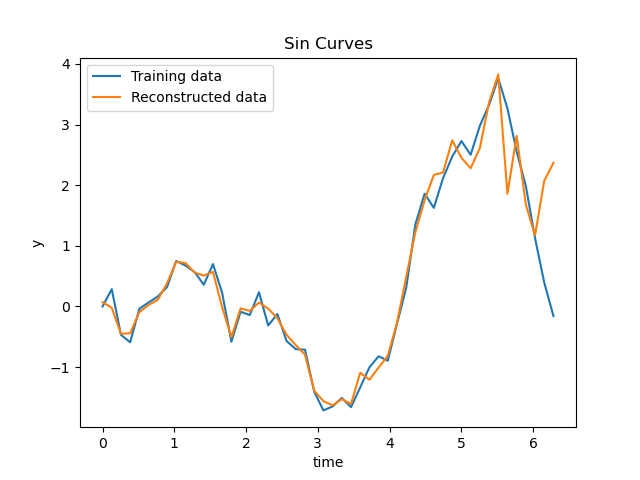 Sin Curves
Training data
Reconstructed data
4
3
2
1
0
−1
y
0 1 2 3 4 5 6
time